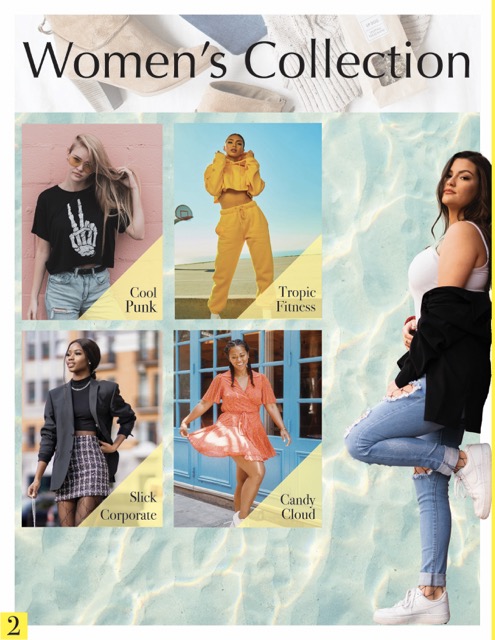 Women's Collection
Cool
Punk
Tropic
Fitness
Slick
Corporate
Candy
Cloud
2